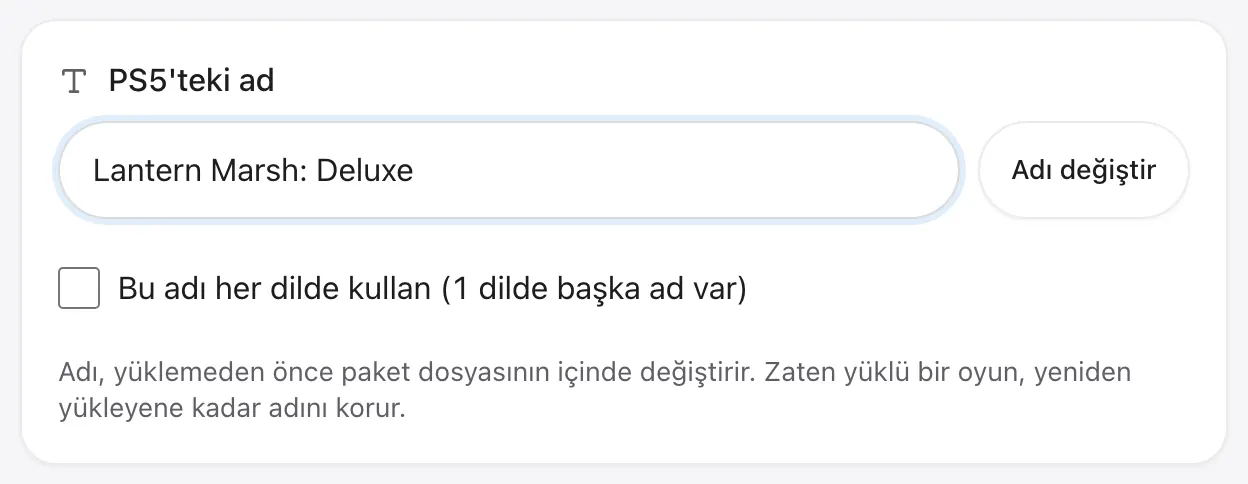 PS5'teki ad
Lantern Marsh: Deluxe
Adı değiştir
Bu adı her dilde kullan (1 dilde başka ad var)
Adı, yüklemeden önce paket dosyasının içinde değiştirir. Zaten yüklü bir oyun, yeniden
yükleyene kadar adını korur.